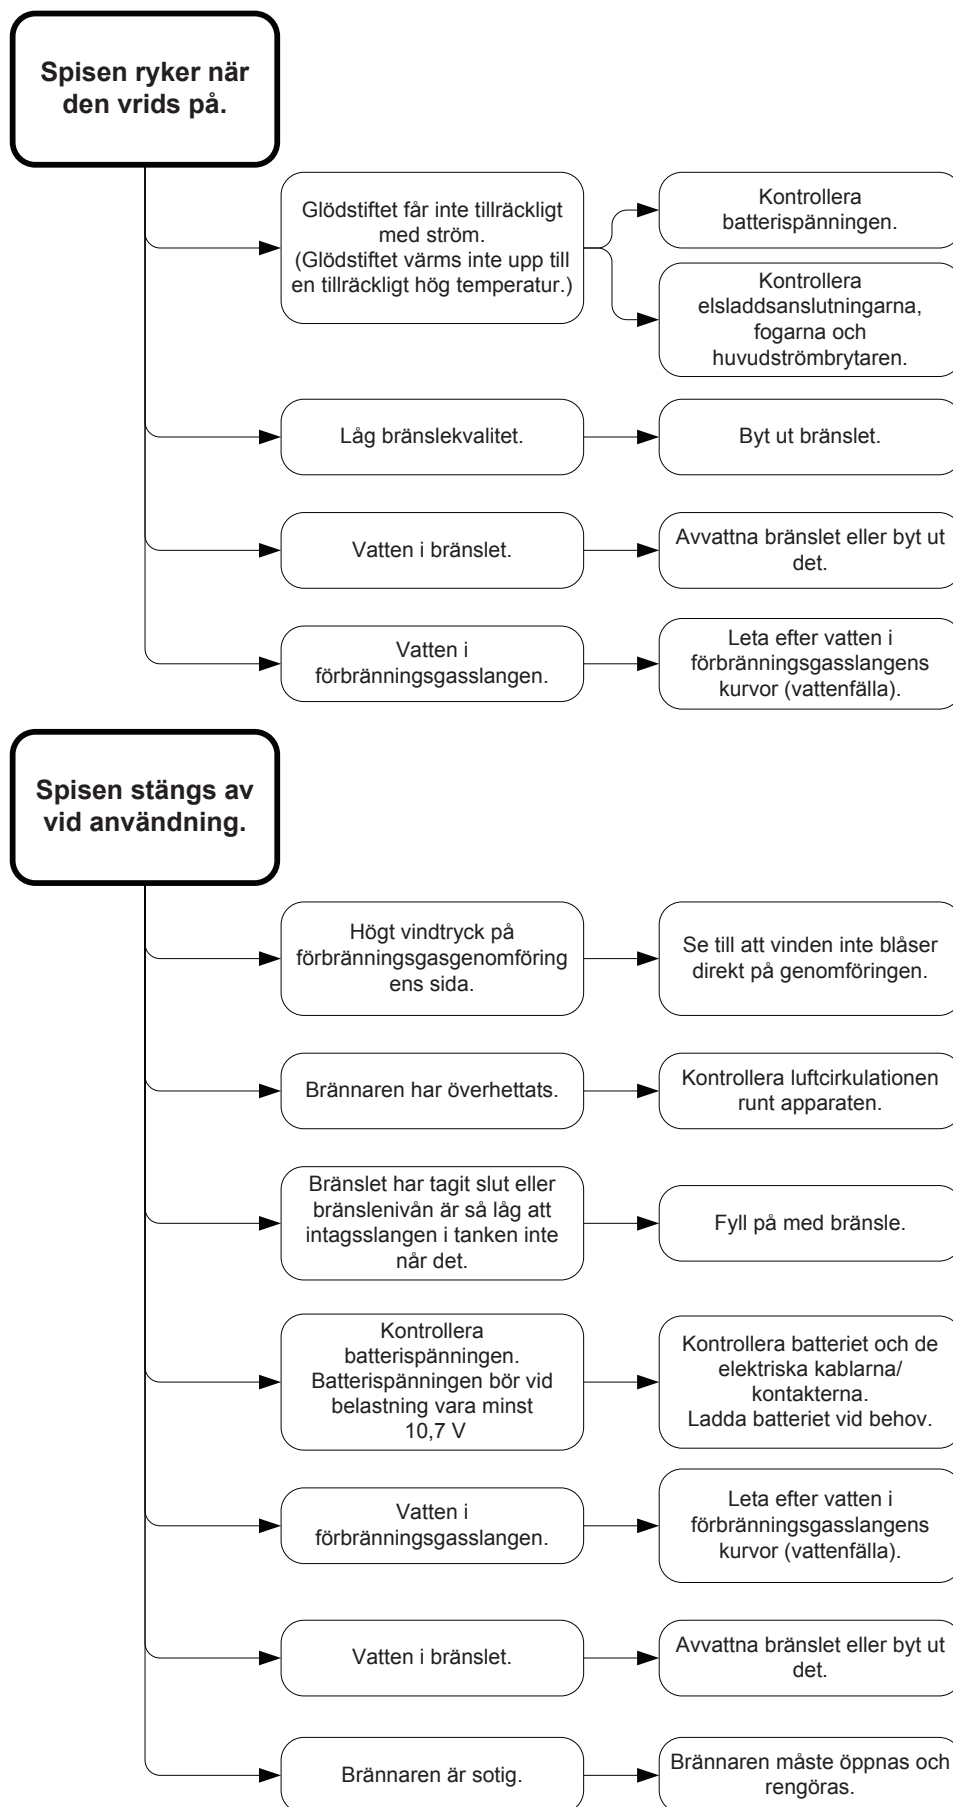 Spisen ryker när
den vrids på.
Glödstiftet får inte tillräckligt
med ström.
(Glödstiftet värms inte upp till
en tillräckligt hög temperatur.)
Kontrollera
batterispänningen.
Kontrollera
elsladdsanslutningarna,
fogarna och
huvudströmbrytaren.
Låg bränslekvalitet.
Byt ut bränslet.
Vatten i bränslet.
Avvattna bränslet eller byt ut
det.
Vatten i
förbränningsgasslangen.
Leta efter vatten i
förbränningsgasslangens
kurvor (vattenfälla).
Spisen stängs av
vid användning.
Högt vindtryck på
förbränningsgasgenomföring
ens sida.
Se till att vinden inte blåser
direkt på genomföringen.
Brännaren har överhettats.
Kontrollera luftcirkulationen
runt apparaten.
Bränslet har tagit slut eller
bränslenivån är så låg att
intagsslangen i tanken inte
når det.
Fyll på med bränsle.
Kontrollera
batterispänningen.
Batterispänningen bör vid
belastning vara minst
10,7 V
Kontrollera batteriet och de
elektriska kablarna/
kontakterna.
Ladda batteriet vid behov.
Vatten i
förbränningsgasslangen.
Leta efter vatten i
förbränningsgasslangens
kurvor (vattenfälla).
Vatten i bränslet.
Avvattna bränslet eller byt ut
det.
Brännaren är sotig.
Brännaren måste öppnas och
rengöras.